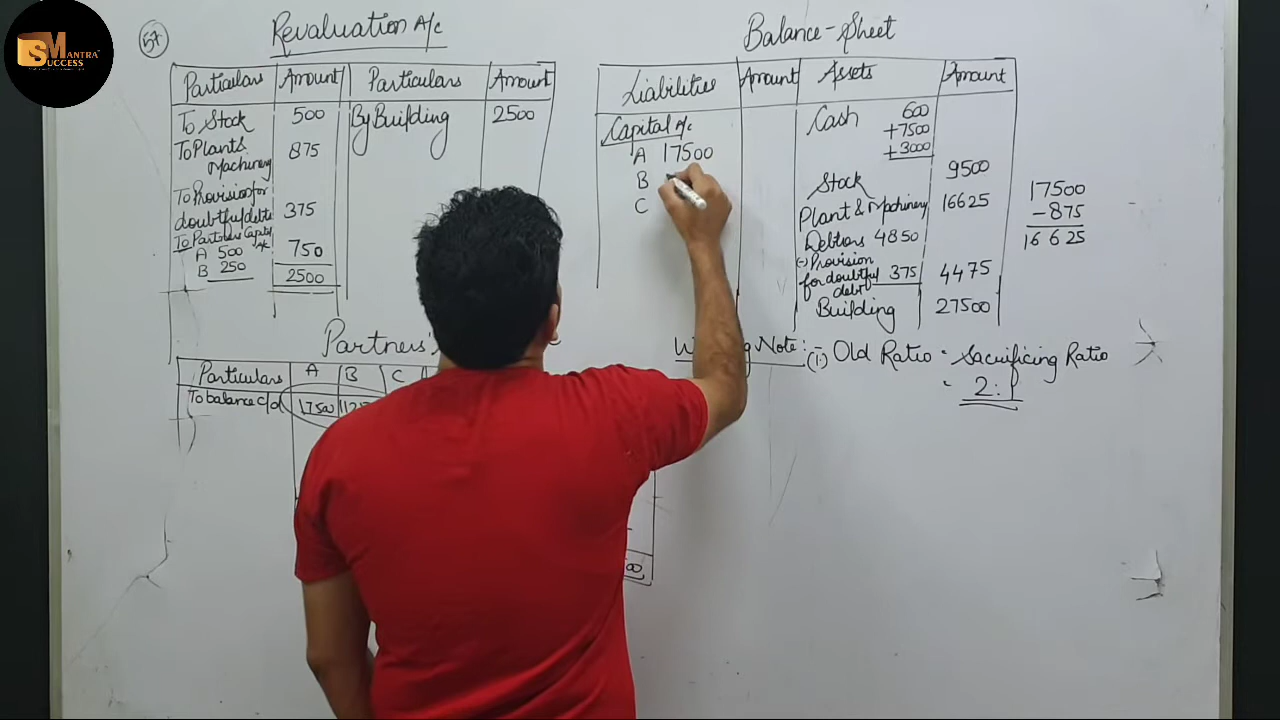 57
SMANTRA
SUCCESS
Revaluation A/c
Particulars Amount Particulars Amount
To Stock 500 By Building 2500
To Plant & Machinery 875
To Provision for doubtful debts 375
To Partners Capital A/c 750
A 500
B 250
2500
Balance-Sheet
Liabilities Amount Assets Amount
Capital A/c
A 17500
B
C
Cash 600
+7500
+3000
Stock 9500
Plant & Machinery 16625
Debtors 4850
(-) Provision for doubtful debt 375 4475
Building 27500
17500
-875
16625
Partners'
Particulars A B C
To balance c/d 17500
Note:- (i) Old Ratio = Sacrificing Ratio
= 2:1